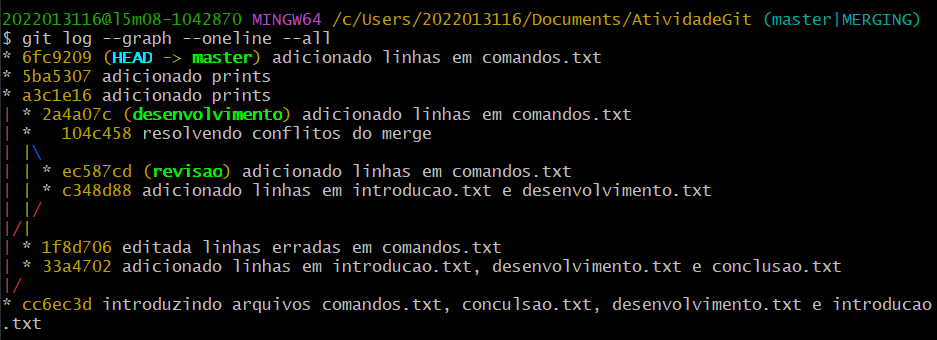 2022013116@l5m08-1042870 MINGW64 /c/Users/2022013116/Documents/AtividadeGit (master|MERGING)
$ git log --graph --oneline --all
* 6fc9209 (HEAD -> master) adicionado linhas em comandos.txt
* 5ba5307 adicionado prints
* a3c1e16 adicionado prints
| * 2a4a07c (desenvolvimento) adicionado linhas em comandos.txt
| *   104c458 resolvendo conflitos do merge
| |\
| | * ec587cd (revisao) adicionado linhas em comandos.txt
| | * c348d88 adicionado linhas em introducao.txt e desenvolvimento.txt
| |/
|/|
| * 1f8d706 editada linhas erradas em comandos.txt
| * 33a4702 adicionado linhas em introducao.txt, desenvolvimento.txt e conclusao.txt
|/
* cc6ec3d introduzindo arquivos comandos.txt, conculsao.txt, desenvolvimento.txt e introducao
.txt